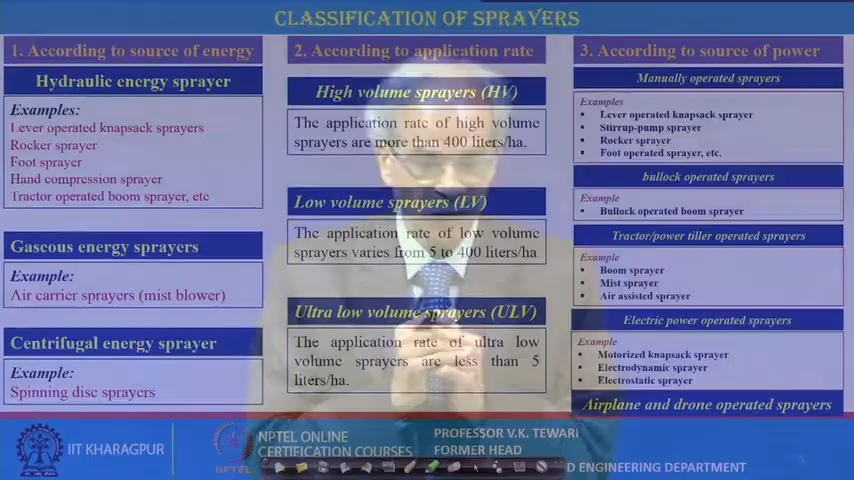 CLASSIFICATION OF SPRAYERS
1. According to source of energy
Hydraulic energy sprayer
Examples:
Lever operated knapsack sprayers
Rocker sprayer
Foot sprayer
Hand compression sprayer
Tractor operated boom sprayer, etc
Gaseous energy sprayers
Example:
Air carrier sprayers (mist blower)
Centrifugal energy sprayer
Example:
Spinning disc sprayers
2. According to application rate
High volume sprayers (HV)
The application rate of high volume
sprayers are more than 400 liters/ha.
Low volume sprayers (LV)
The application rate of low volume
sprayers varies from 5 to 400 liters/ha
Ultra low volume sprayers (ULV)
The application rate of ultra low
volume sprayers are less than 5
liters/ha.
3. According to source of power
Manually operated sprayers
Examples
▪ Lever operated knapsack sprayer
▪ Stirrup-pump sprayer
▪ Rocker sprayer
▪ Foot operated sprayer, etc.
bullock operated sprayers
Example
▪ Bullock operated boom sprayer
Tractor/power tiller operated sprayers
Example
▪ Boom sprayer
▪ Mist sprayer
▪ Air assisted sprayer
Electric power operated sprayers
Example
▪ Motorized knapsack sprayer
▪ Electrodynamic sprayer
▪ Electrostatic sprayer
Airplane and drone operated sprayers
IIT KHARAGPUR
NPTEL
NPTEL ONLINE
CERTIFICATION COURSES
PROFESSOR V.K. TEWARI
FORMER HEAD
D ENGINEERING DEPARTMENT